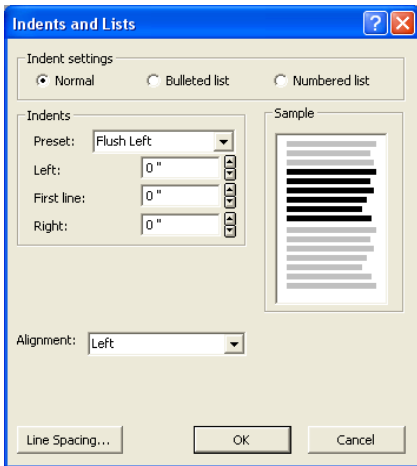 Indents and Lists
Indent settings
Normal Bulleted list Numbered list
Indents
Preset: Flush Left
Left: 0 "
First line: 0 "
Right: 0 "
Sample
Alignment: Left
Line Spacing... OK Cancel